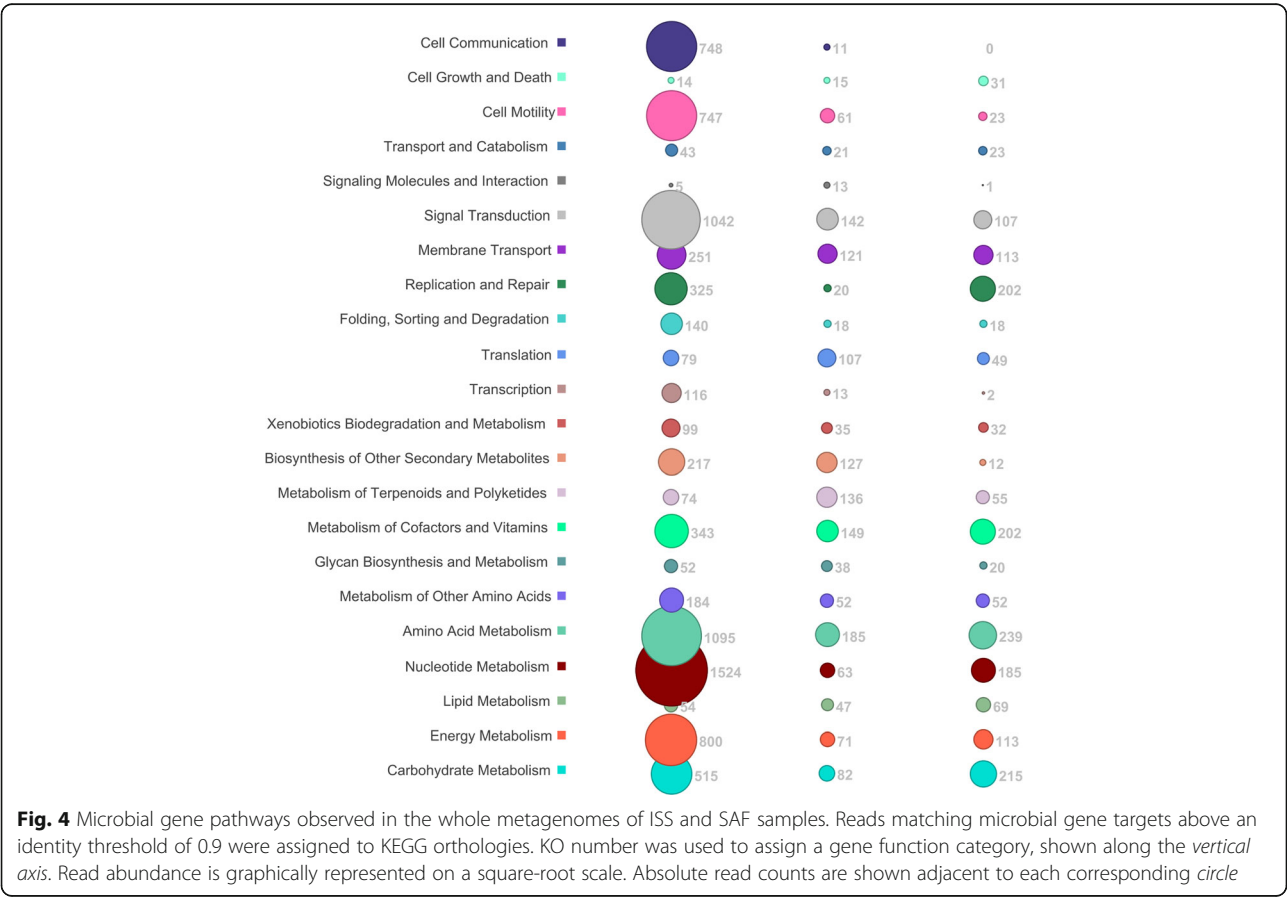 Cell Communication 748 11 0
Cell Growth and Death 14 15 31
Cell Motility 747 61 23
Transport and Catabolism 43 21 23
Signaling Molecules and Interaction 5 13 1
Signal Transduction 1042 142 107
Membrane Transport 251 121 113
Replication and Repair 325 20 202
Folding, Sorting and Degradation 140 18 18
Translation 79 107 49
Transcription 116 13 2
Xenobiotics Biodegradation and Metabolism 99 35 32
Biosynthesis of Other Secondary Metabolites 217 127 12
Metabolism of Terpenoids and Polyketides 74 136 55
Metabolism of Cofactors and Vitamins 343 149 202
Glycan Biosynthesis and Metabolism 52 38 20
Metabolism of Other Amino Acids 184 52 52
Amino Acid Metabolism 1095 185 239
Nucleotide Metabolism 1524 63 185
Lipid Metabolism 54 47 69
Energy Metabolism 800 71 113
Carbohydrate Metabolism 515 82 215
Fig. 4 Microbial gene pathways observed in the whole metagenomes of ISS and SAF samples. Reads matching microbial gene targets above an
identity threshold of 0.9 were assigned to KEGG orthologies. KO number was used to assign a gene function category, shown along the vertical
axis. Read abundance is graphically represented on a square-root scale. Absolute read counts are shown adjacent to each corresponding circle